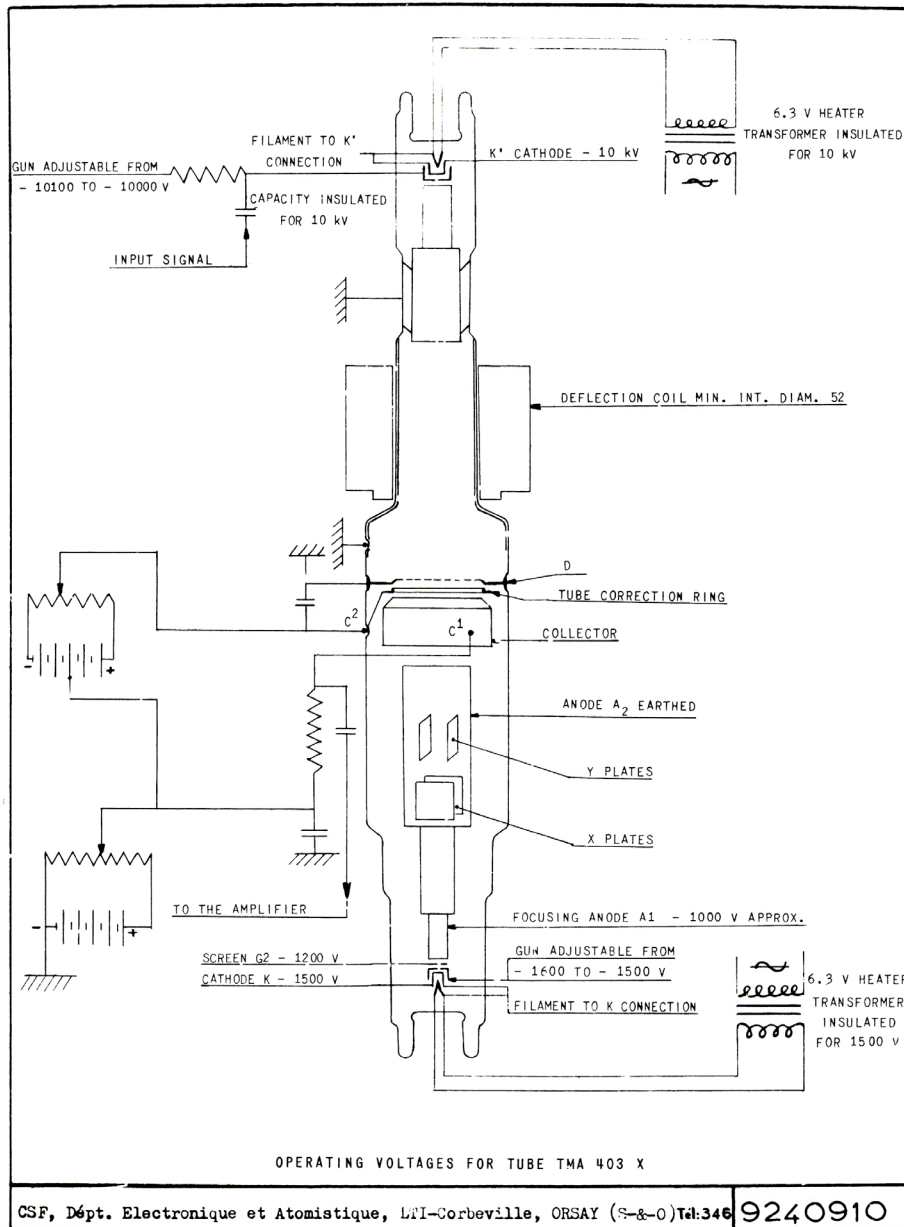 6.3 V HEATER
TRANSFORMER INSULATED
FOR 10 kV
FILAMENT TO K'
CONNECTION
K' CATHODE - 10 kV
GUN ADJUSTABLE FROM
- 10100 TO - 10000 V
CAPACITY INSULATED
FOR 10 kV
INPUT SIGNAL
DEFLECTION COIL MIN. INT. DIAM. 52
D
TUBE CORRECTION RING
C2
C1
COLLECTOR
- +
ANODE A2 EARTHED
Y PLATES
X PLATES
- +
TO THE AMPLIFIER
FOCUSING ANODE A1 - 1000 V APPROX.
SCREEN G2 - 1200 V
CATHODE K - 1500 V
GUN ADJUSTABLE FROM
- 1600 TO - 1500 V
FILAMENT TO K CONNECTION
6.3 V HEATER
TRANSFORMER
INSULATED
FOR 1500 V
OPERATING VOLTAGES FOR TUBE TMA 403 X
CSF, Dépt. Electronique et Atomistique, LTI-Corbeville, ORSAY (S-&-O) Tél:346
9240910